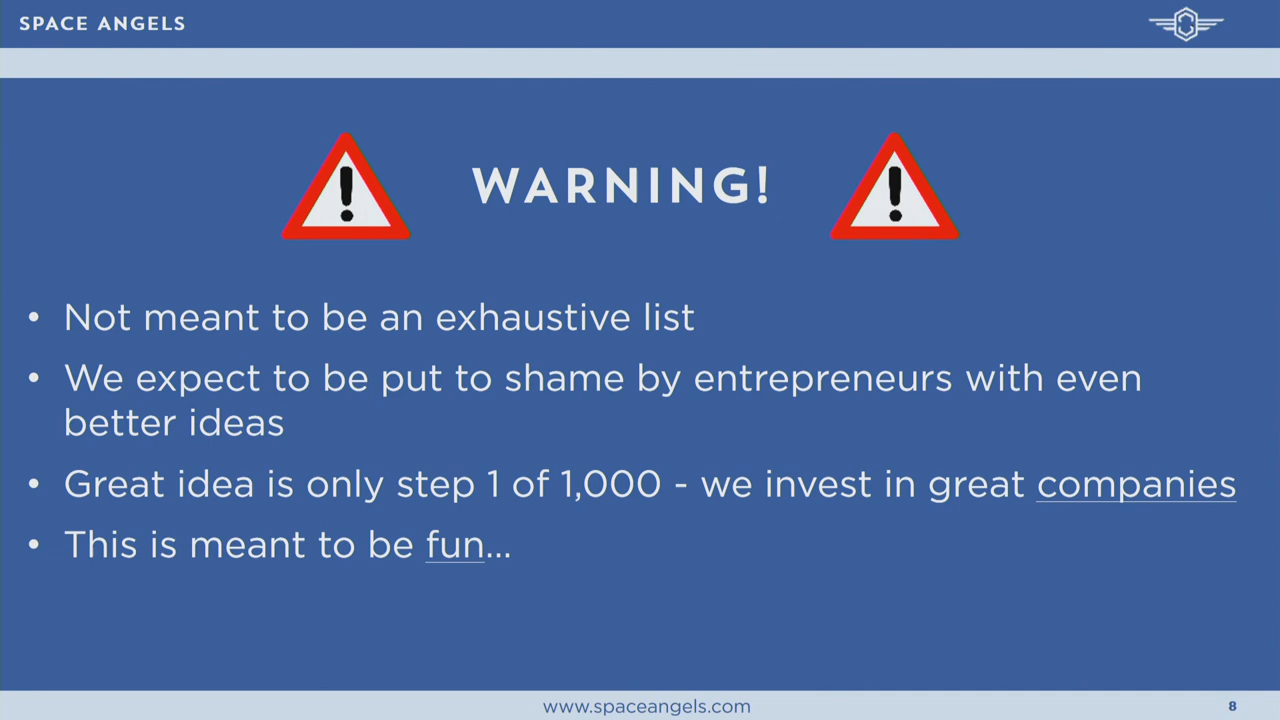 SPACE ANGELS
WARNING!
• Not meant to be an exhaustive list
• We expect to be put to shame by entrepreneurs with even
better ideas
• Great idea is only step 1 of 1,000 - we invest in great companies
• This is meant to be fun...
www.spaceangels.com
8